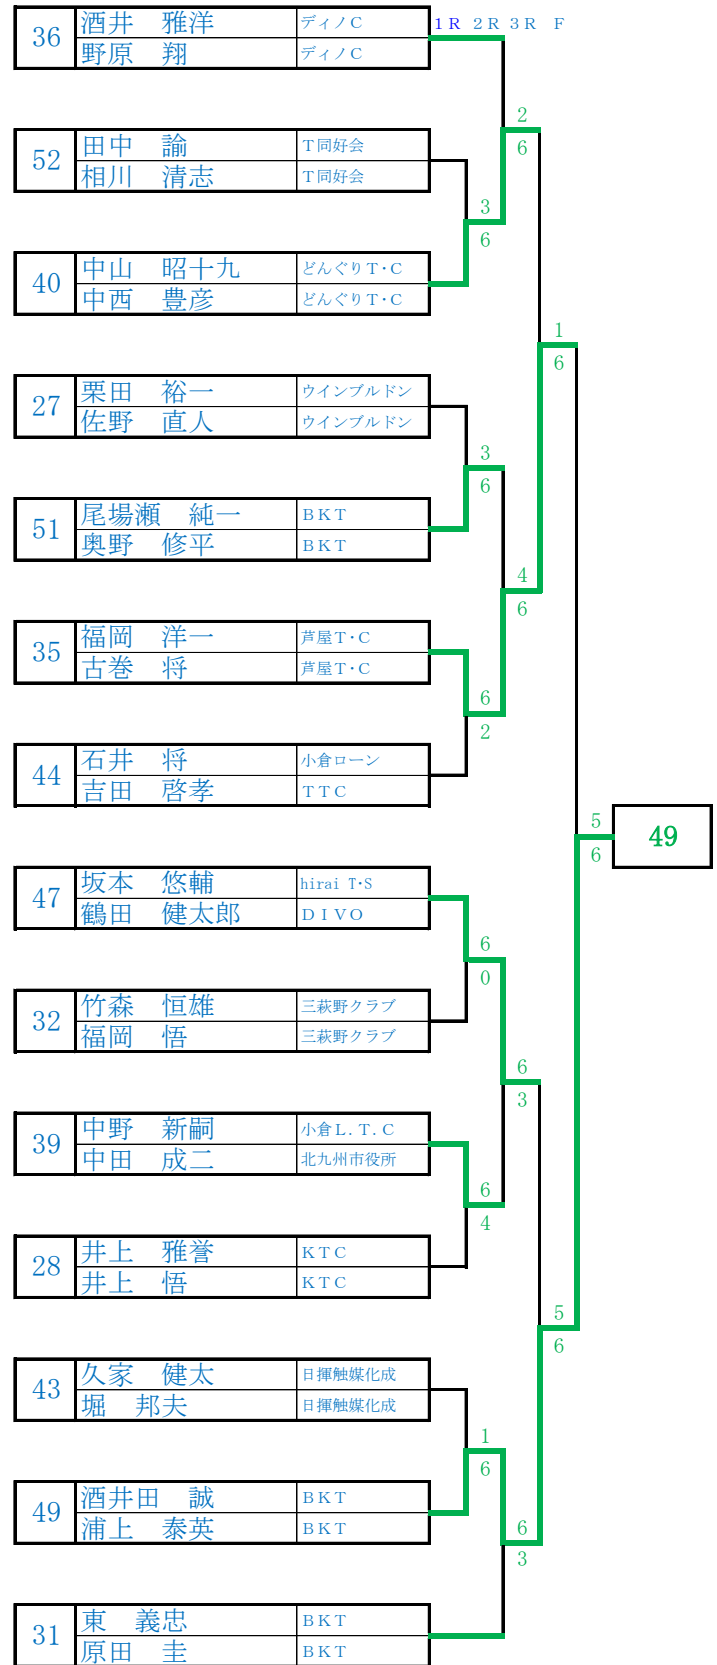 1R 2R 3R F
36 酒井 雅洋 ディノC
野原 翔 ディノC
2
6
52 田中 諭 T同好会
相川 清志 T同好会
3
6
40 中山 昭十九 どんぐりT・C
中西 豊彦 どんぐりT・C
1
6
27 栗田 裕一 ウインブルドン
佐野 直人 ウインブルドン
3
6
51 尾場瀬 純一 BKT
奥野 修平 BKT
4
6
35 福岡 洋一 芦屋T・C
古巻 将 芦屋T・C
6
2
44 石井 将 小倉ローン
吉田 啓孝 TTC
5
6
49
47 坂本 悠輔 hirai T・S
鶴田 健太郎 DIVO
6
0
32 竹森 恒雄 三萩野クラブ
福岡 悟 三萩野クラブ
6
3
39 中野 新嗣 小倉L.T.C
中田 成二 北九州市役所
6
4
28 井上 雅誉 KTC
井上 悟 KTC
5
6
43 久家 健太 日揮触媒化成
堀 邦夫 日揮触媒化成
1
6
49 酒井田 誠 BKT
浦上 泰英 BKT
6
3
31 東 義忠 BKT
原田 圭 BKT